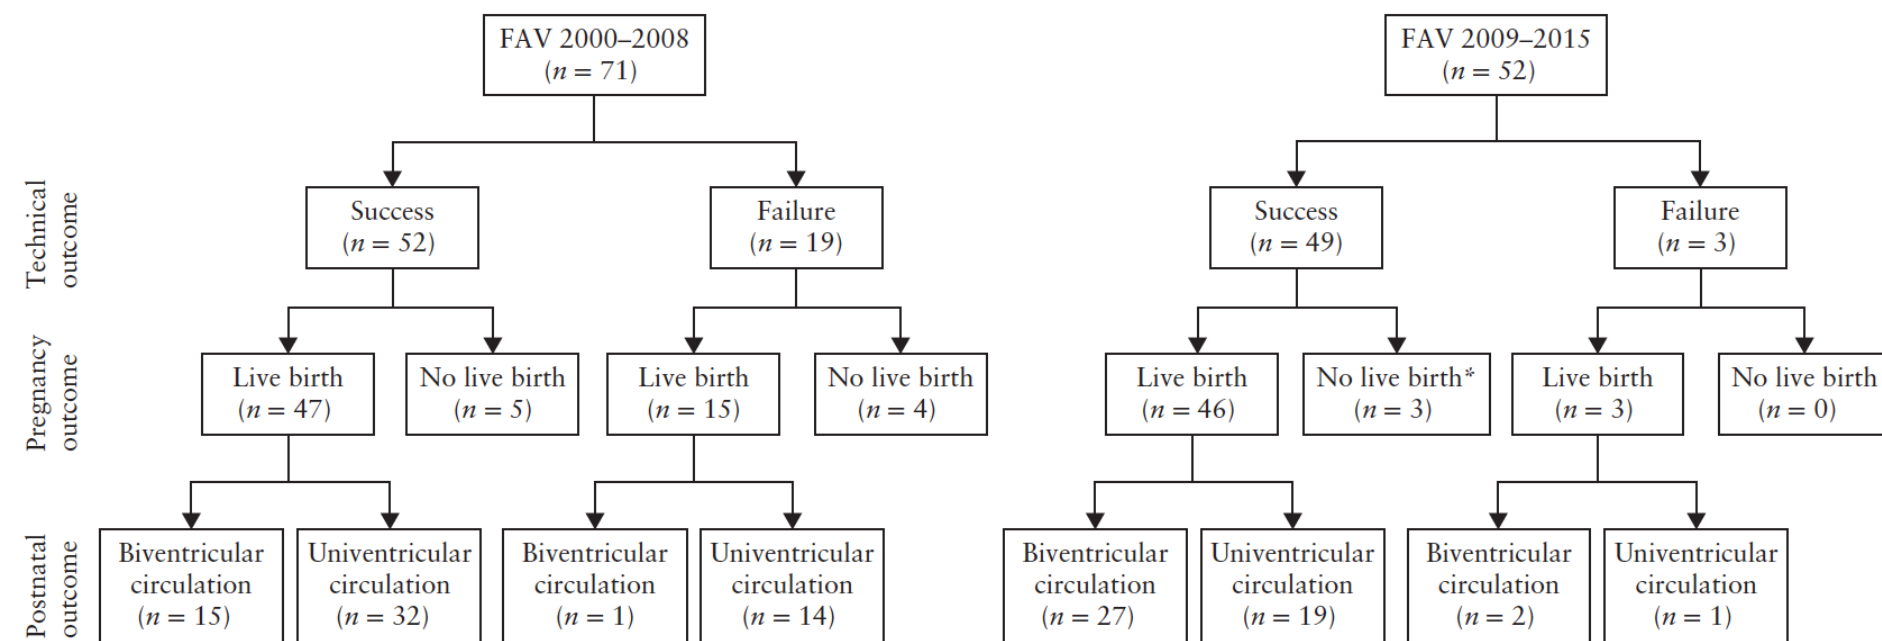 FAV 2000–2008
(n = 71)
FAV 2009–2015
(n = 52)
Technical
outcome
Success
(n = 52)
Failure
(n = 19)
Success
(n = 49)
Failure
(n = 3)
Pregnancy
outcome
Live birth
(n = 47)
No live birth
(n = 5)
Live birth
(n = 15)
No live birth
(n = 4)
Live birth
(n = 46)
No live birth*
(n = 3)
Live birth
(n = 3)
No live birth
(n = 0)
Postnatal
outcome
Biventricular
circulation
(n = 15)
Univentricular
circulation
(n = 32)
Biventricular
circulation
(n = 1)
Univentricular
circulation
(n = 14)
Biventricular
circulation
(n = 27)
Univentricular
circulation
(n = 19)
Biventricular
circulation
(n = 2)
Univentricular
circulation
(n = 1)